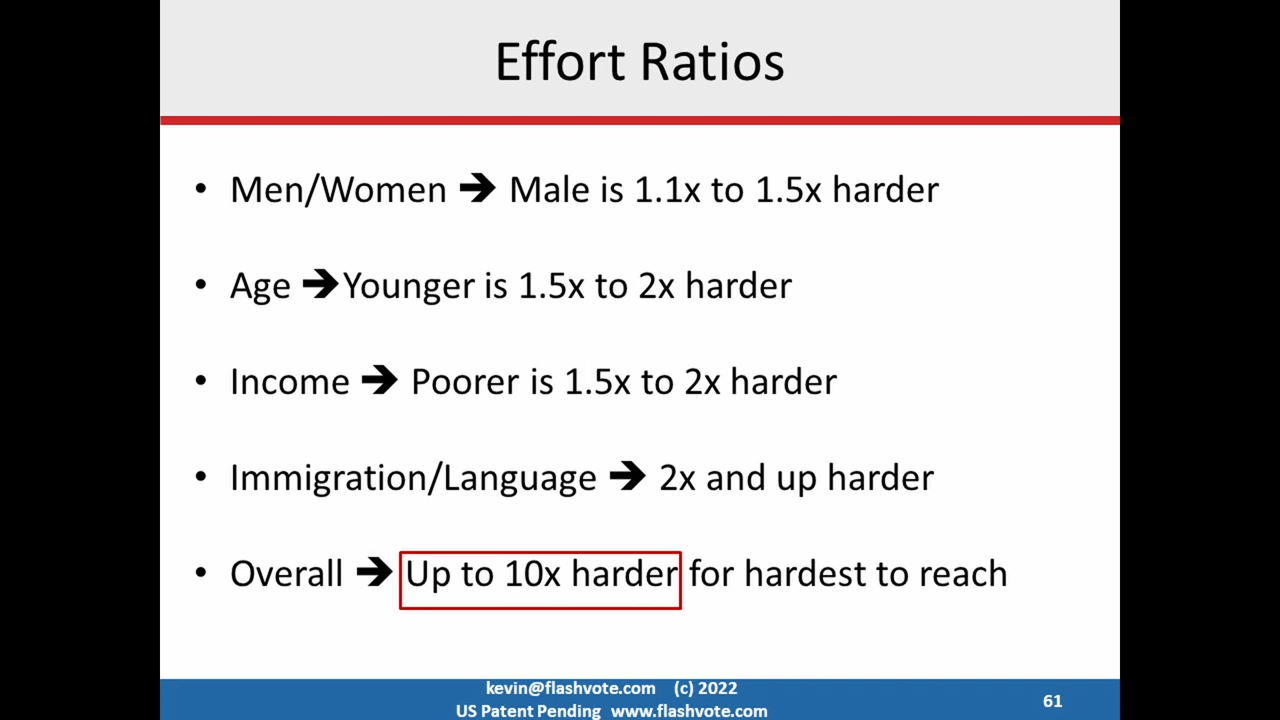 Effort Ratios
• Men/Women ➔ Male is 1.1x to 1.5x harder
• Age ➔Younger is 1.5x to 2x harder
• Income ➔ Poorer is 1.5x to 2x harder
• Immigration/Language ➔ 2x and up harder
• Overall ➔ Up to 10x harder for hardest to reach
kevin@flashvote.com (c) 2022
US Patent Pending www.flashvote.com
61